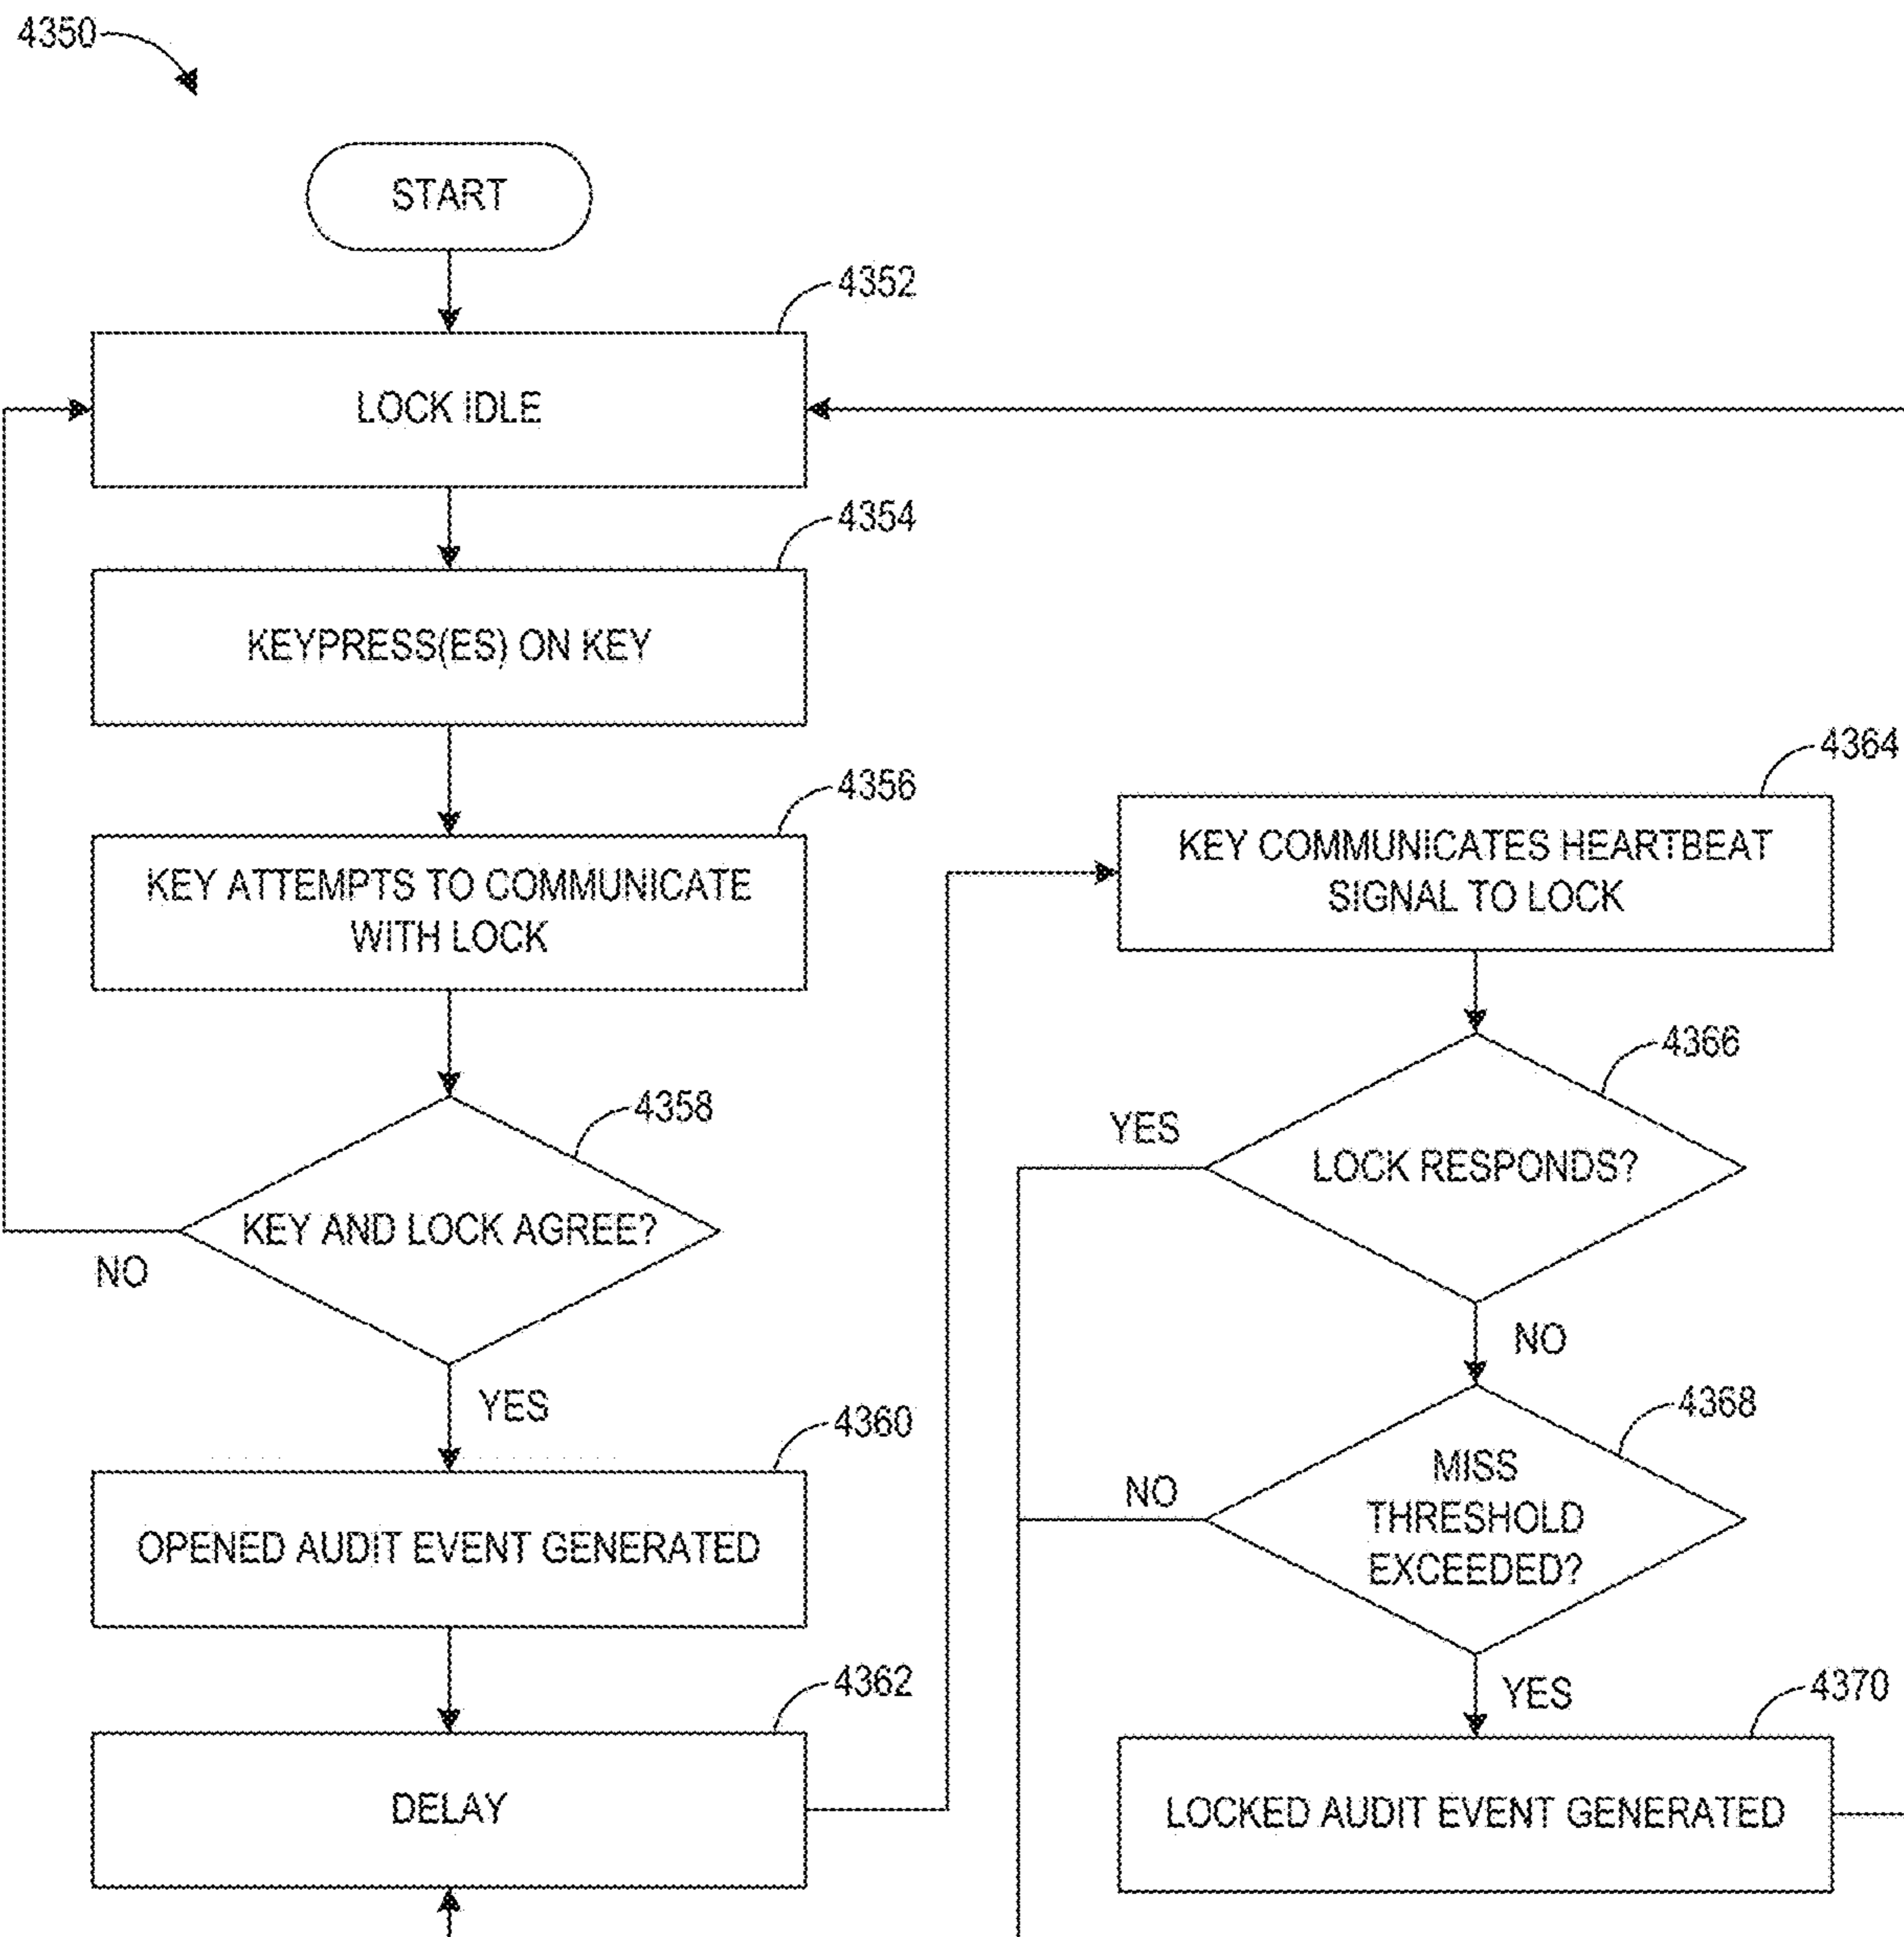 4350
START
4352
LOCK IDLE
4354
KEYPRESS(ES) ON KEY
4356
KEY ATTEMPTS TO COMMUNICATE
WITH LOCK
4358
KEY AND LOCK AGREE?
NO
YES
4360
OPENED AUDIT EVENT GENERATED
4362
DELAY
4364
KEY COMMUNICATES HEARTBEAT
SIGNAL TO LOCK
4366
YES
LOCK RESPONDS?
NO
4368
NO
MISS
THRESHOLD
EXCEEDED?
YES
4370
LOCKED AUDIT EVENT GENERATED